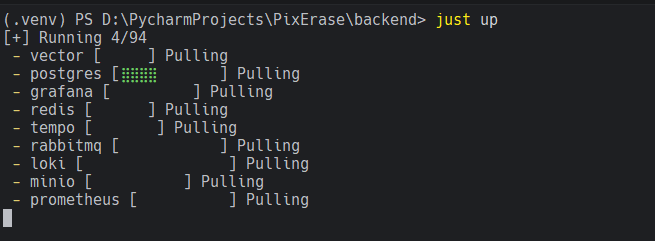 (.venv) PS D:\PycharmProjects\PixErase\backend> just up
[+] Running 4/94
 - vector [      ] Pulling
 - postgres [⣿⣿⣿⣿       ] Pulling
 - grafana [         ] Pulling
 - redis [      ] Pulling
 - tempo [       ] Pulling
 - rabbitmq [           ] Pulling
 - loki [                ] Pulling
 - minio [          ] Pulling
 - prometheus [          ] Pulling